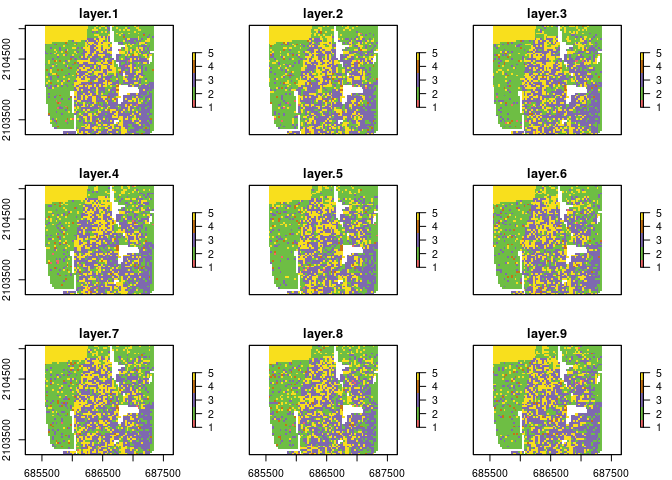 layer.1 layer.2 layer.3
5 5 5
2104500 4 4 4
3 3 3
2 2 2
2103500 1 1 1
layer.4 layer.5 layer.6
5 5 5
2104500 4 4 4
3 3 3
2 2 2
2103500 1 1 1
layer.7 layer.8 layer.9
5 5 5
2104500 4 4 4
3 3 3
2 2 2
2103500 1 1 1
685500 686500 687500 685500 686500 687500 685500 686500 687500